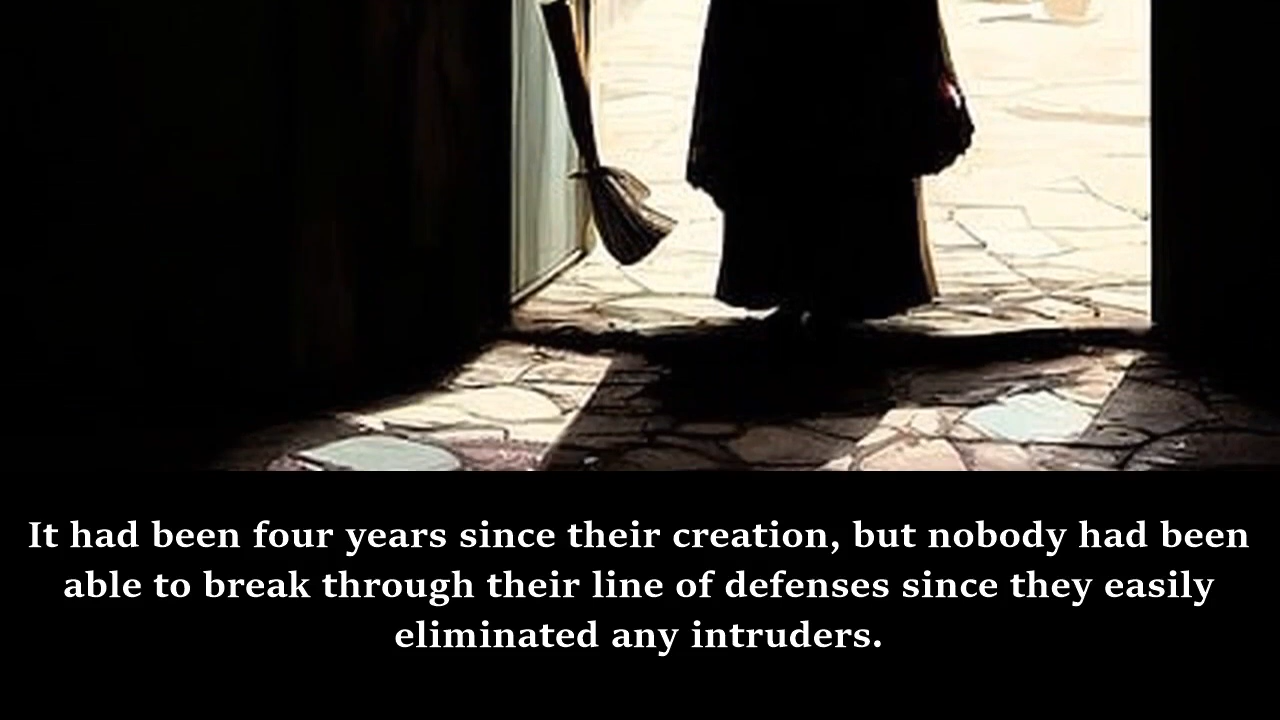 It had been four years since their creation, but nobody had been
able to break through their line of defenses since they easily
eliminated any intruders.